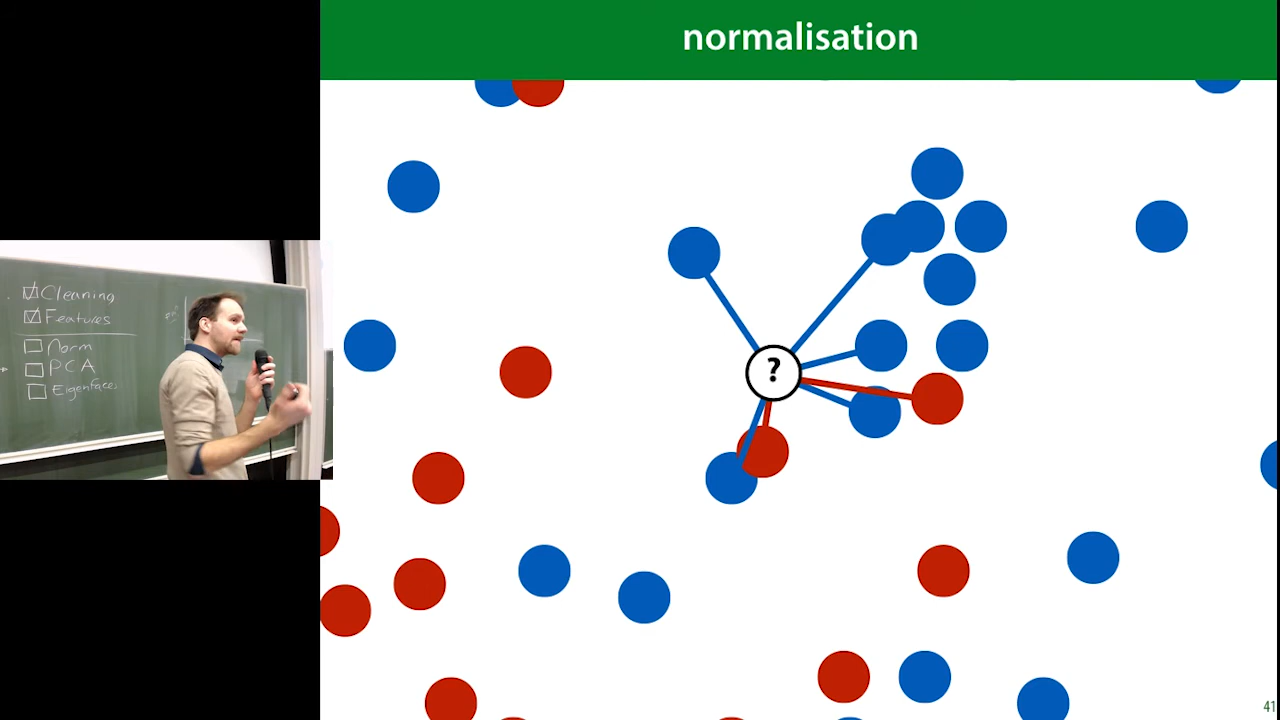 normalisation
?
Cleaning
Features
Norm
PCA
Eigenfaces
41